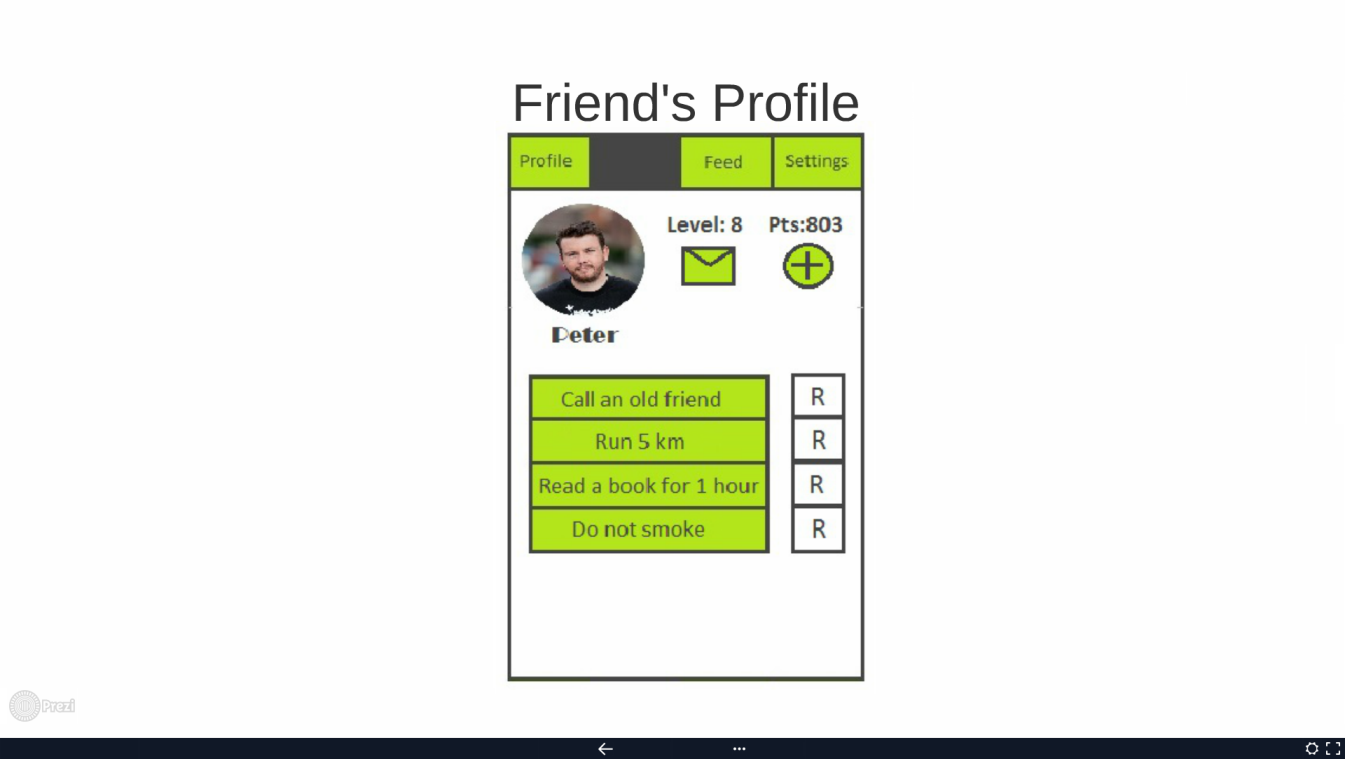 Friend's Profile
Profile
Feed
Settings
Level: 8
Pts:803
Peter
Call an old friend
R
Run 5 km
R
Read a book for 1 hour
R
Do not smoke
R
Prezi